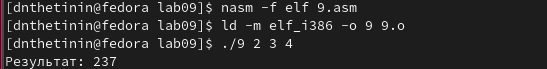 [dnthetinin@fedora lab09]$ nasm -f elf 9.asm
[dnthetinin@fedora lab09]$ ld -m elf_i386 -o 9 9.o
[dnthetinin@fedora lab09]$ ./9 2 3 4
Результат: 237